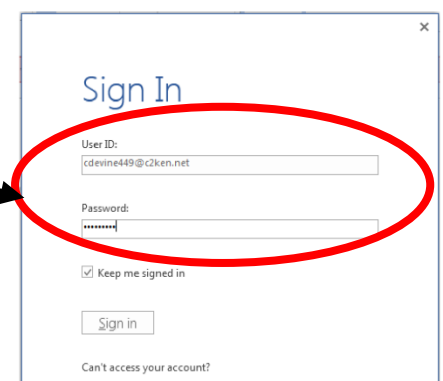 Sign In
User ID:
cdevine449@c2ken.net
Password:
•••••••••
Keep me signed in
Sign in
Can't access your account?